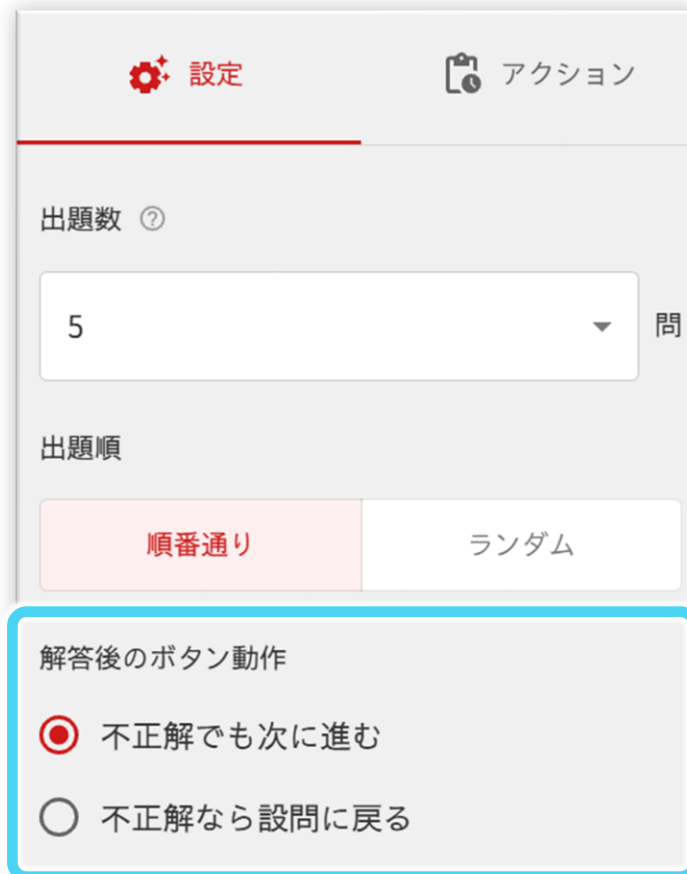 設定
アクション
出題数 ?
5
問
出題順
順番通り
ランダム
解答後のボタン動作
不正解でも次に進む
不正解なら設問に戻る